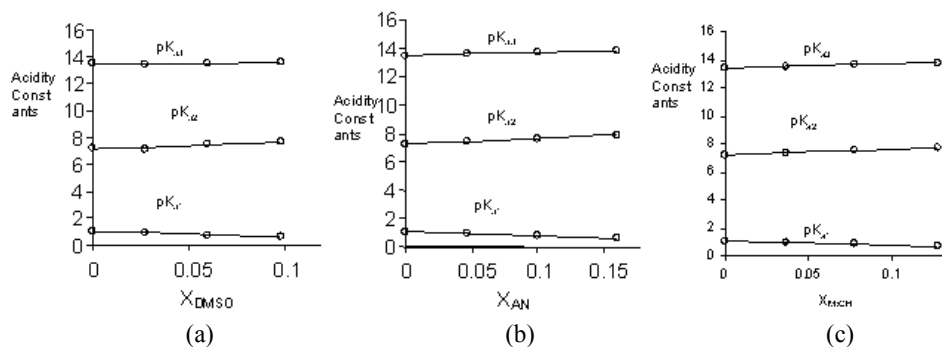 16
14
12
10
8
6
4
2
0
Acidity
Const
ants
pKa3
pKa2
pKa1
0
0.05
0.1
XDMSO
(a)
16
14
12
10
8
6
4
2
0
Acidity
Const
ants
pKa3
pKa2
pKa1
0
0.05
0.10
0.15
XAN
(b)
16
14
12
10
8
6
4
2
0
Acidity
Const
ants
pKa3
pKa2
pKa1
0
0.05
0.1
XMeOH
(c)